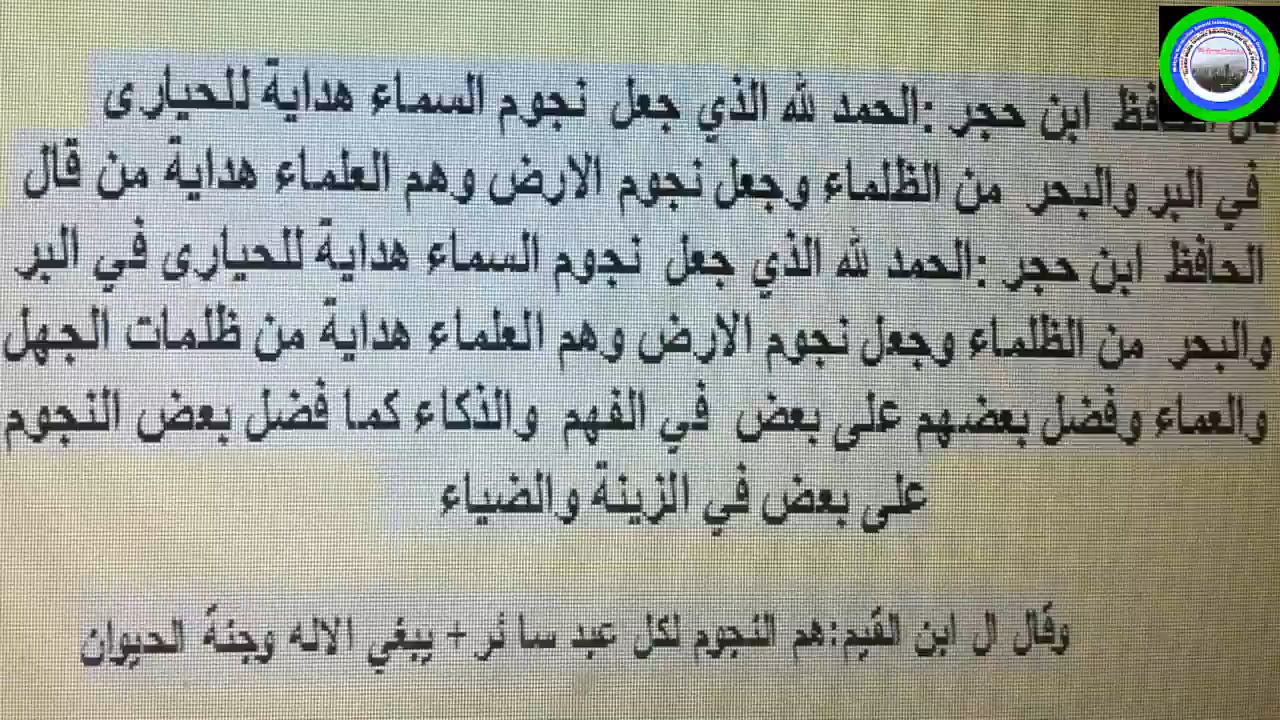 ابن حجر :الحمد لله الذي جعل نجوم السماء هداية للحيارى
في البر والبحر من الظلماء وجعل نجوم الارض وهم العلماء هداية من قال
الحافظ ابن حجر :الحمد لله الذي جعل نجوم السماء هداية للحيارى في البر
والبحر من الظلماء وجعل نجوم الارض وهم العلماء هداية من ظلمات الجهل
والعماء وفضل بعضهم على بعض في الفهم والذكاء كما فضل بعض النجوم
على بعض في الزينة والضياء
وقال ل ابن القيم:هم النجوم لكل عبد سائر+ يبغي الاله وجنة الحيوان